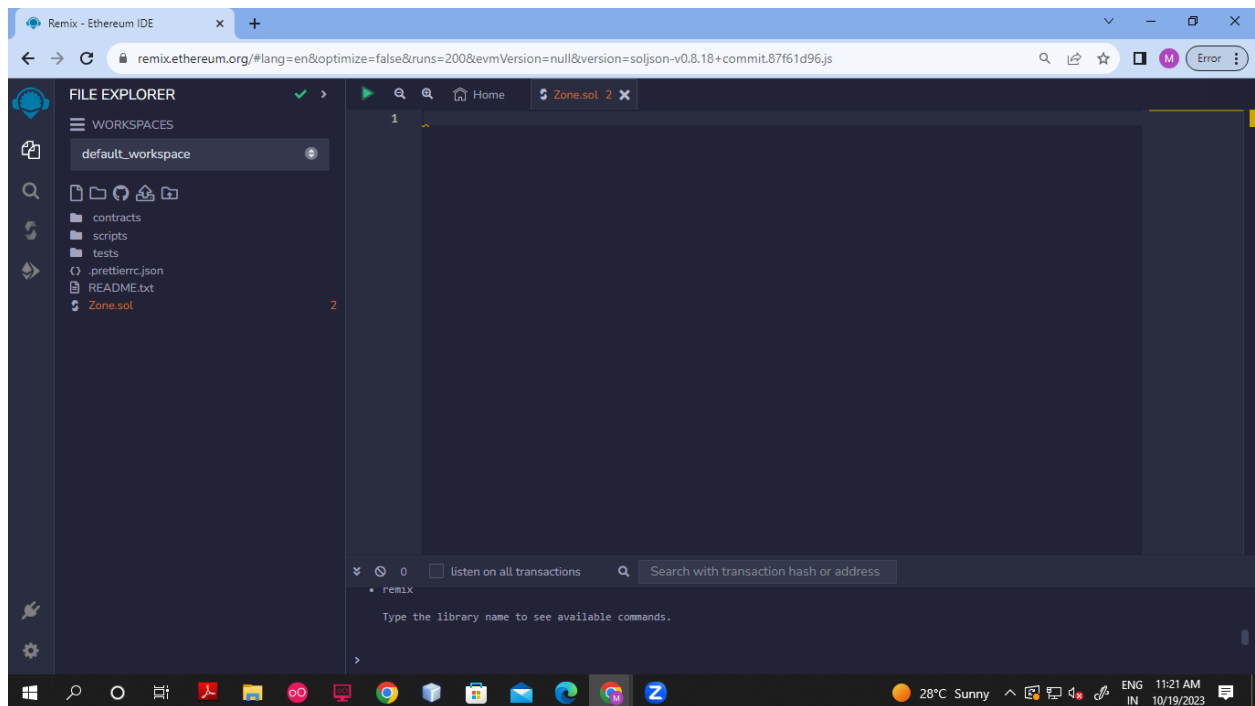 Remix - Ethereum IDE
remix.ethereum.org/#lang=en&optimize=false&runs=200&evmVersion=null&version=soljson-v0.8.18+commit.87f61d96.js
M
Error
FILE EXPLORER
Home
Zone.sol 2
WORKSPACES
1
default_workspace
contracts
scripts
tests
.prettierrc.json
README.txt
Zone.sol 2
0 listen on all transactions Search with transaction hash or address
• remix
Type the library name to see available commands.
>
28°C Sunny
ENG
IN
11:21 AM
10/19/2023